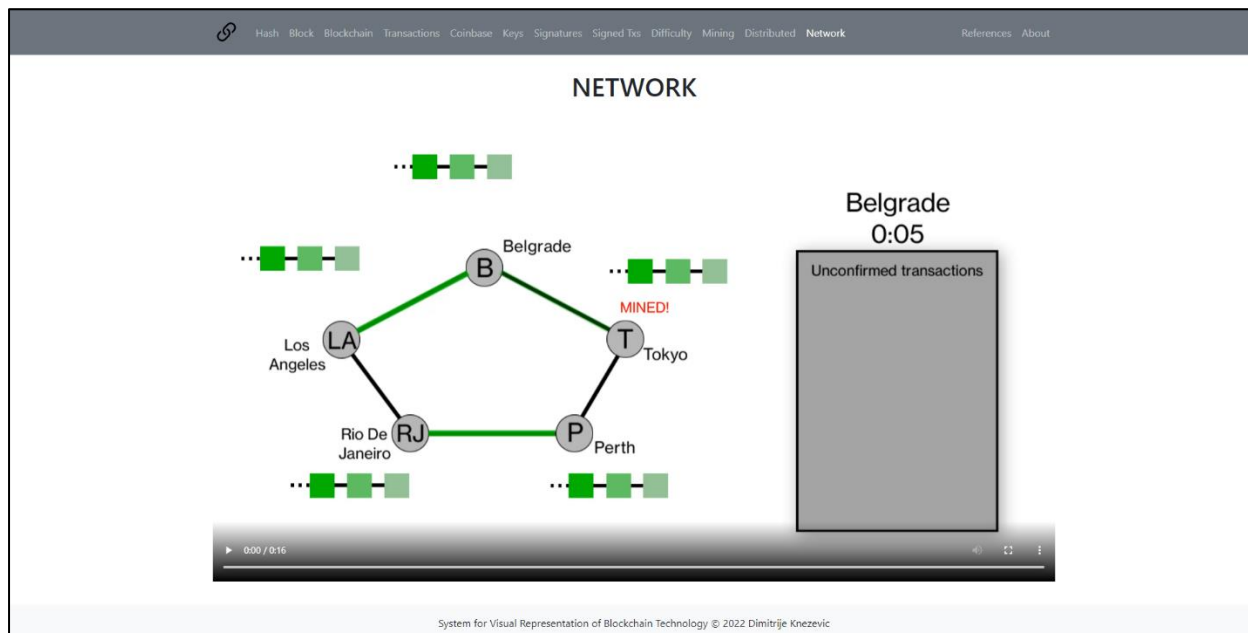 Hash Block Blockchain Transactions Coinbase Keys Signatures Signed Txs Difficulty Mining Distributed Network References About
NETWORK
Belgrade
0:05
Unconfirmed transactions
Belgrade
B
MINED!
LA
Los
Angeles
T
Tokyo
Rio De
Janeiro
RJ
P
Perth
0:00 / 0:16
System for Visual Representation of Blockchain Technology © 2022 Dimitrije Knezevic